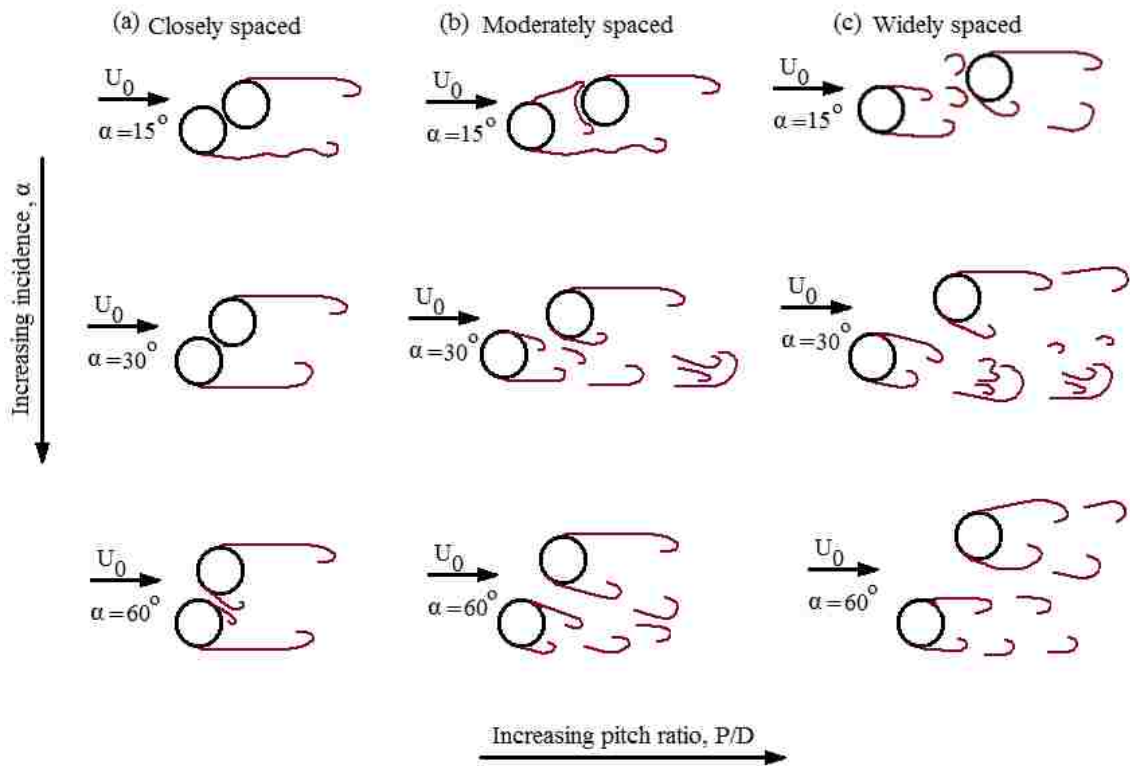 (a) Closely spaced
(b) Moderately spaced
(c) Widely spaced
U0
α=15°
U0
α=15°
U0
α=15°
Increasing incidence, α
U0
α=30°
U0
α=30°
U0
α=30°
U0
α=60°
U0
α=60°
U0
α=60°
Increasing pitch ratio, P/D